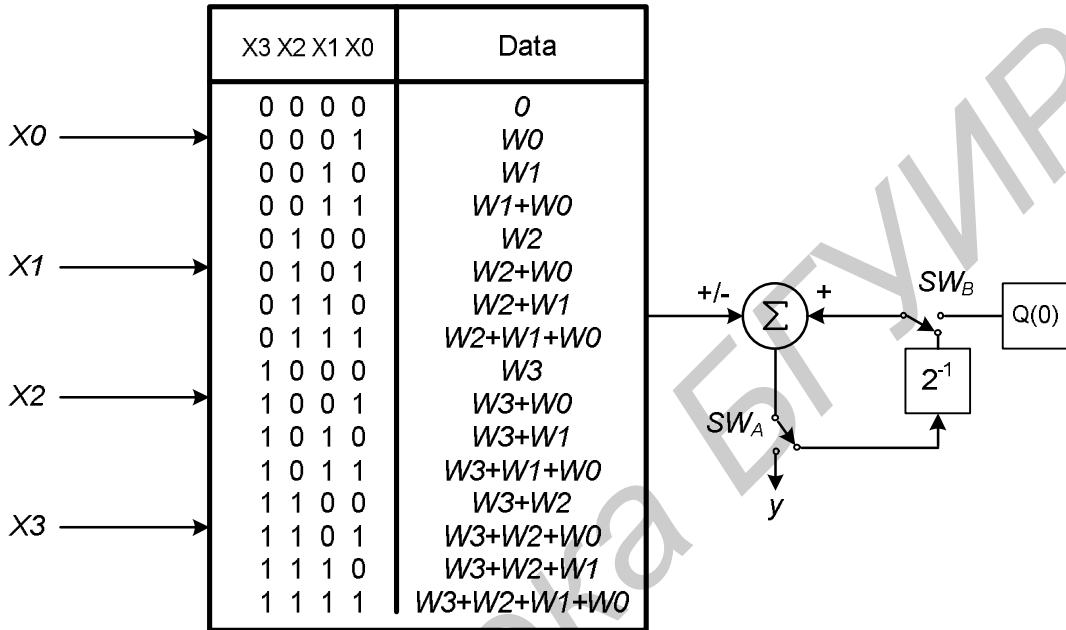 X3 X2 X1 X0 Data
0 0 0 0 0
0 0 0 1 W0
0 0 1 0 W1
0 0 1 1 W1+W0
0 1 0 0 W2
0 1 0 1 W2+W0
0 1 1 0 W2+W1
0 1 1 1 W2+W1+W0
1 0 0 0 W3
1 0 0 1 W3+W0
1 0 1 0 W3+W1
1 0 1 1 W3+W1+W0
1 1 0 0 W3+W2
1 1 0 1 W3+W2+W0
1 1 1 0 W3+W2+W1
1 1 1 1 W3+W2+W1+W0
X0
X1
X2
X3
+/-
Σ
+
SW_B
Q(0)
2^-1
SW_A
y
БГУИР